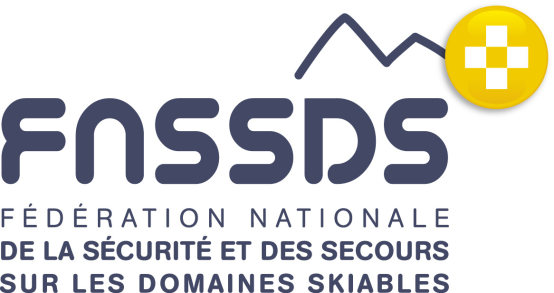 FNSSDS
FÉDÉRATION NATIONALE
DE LA SÉCURITÉ ET DES SECOURS
SUR LES DOMAINES SKIABLES